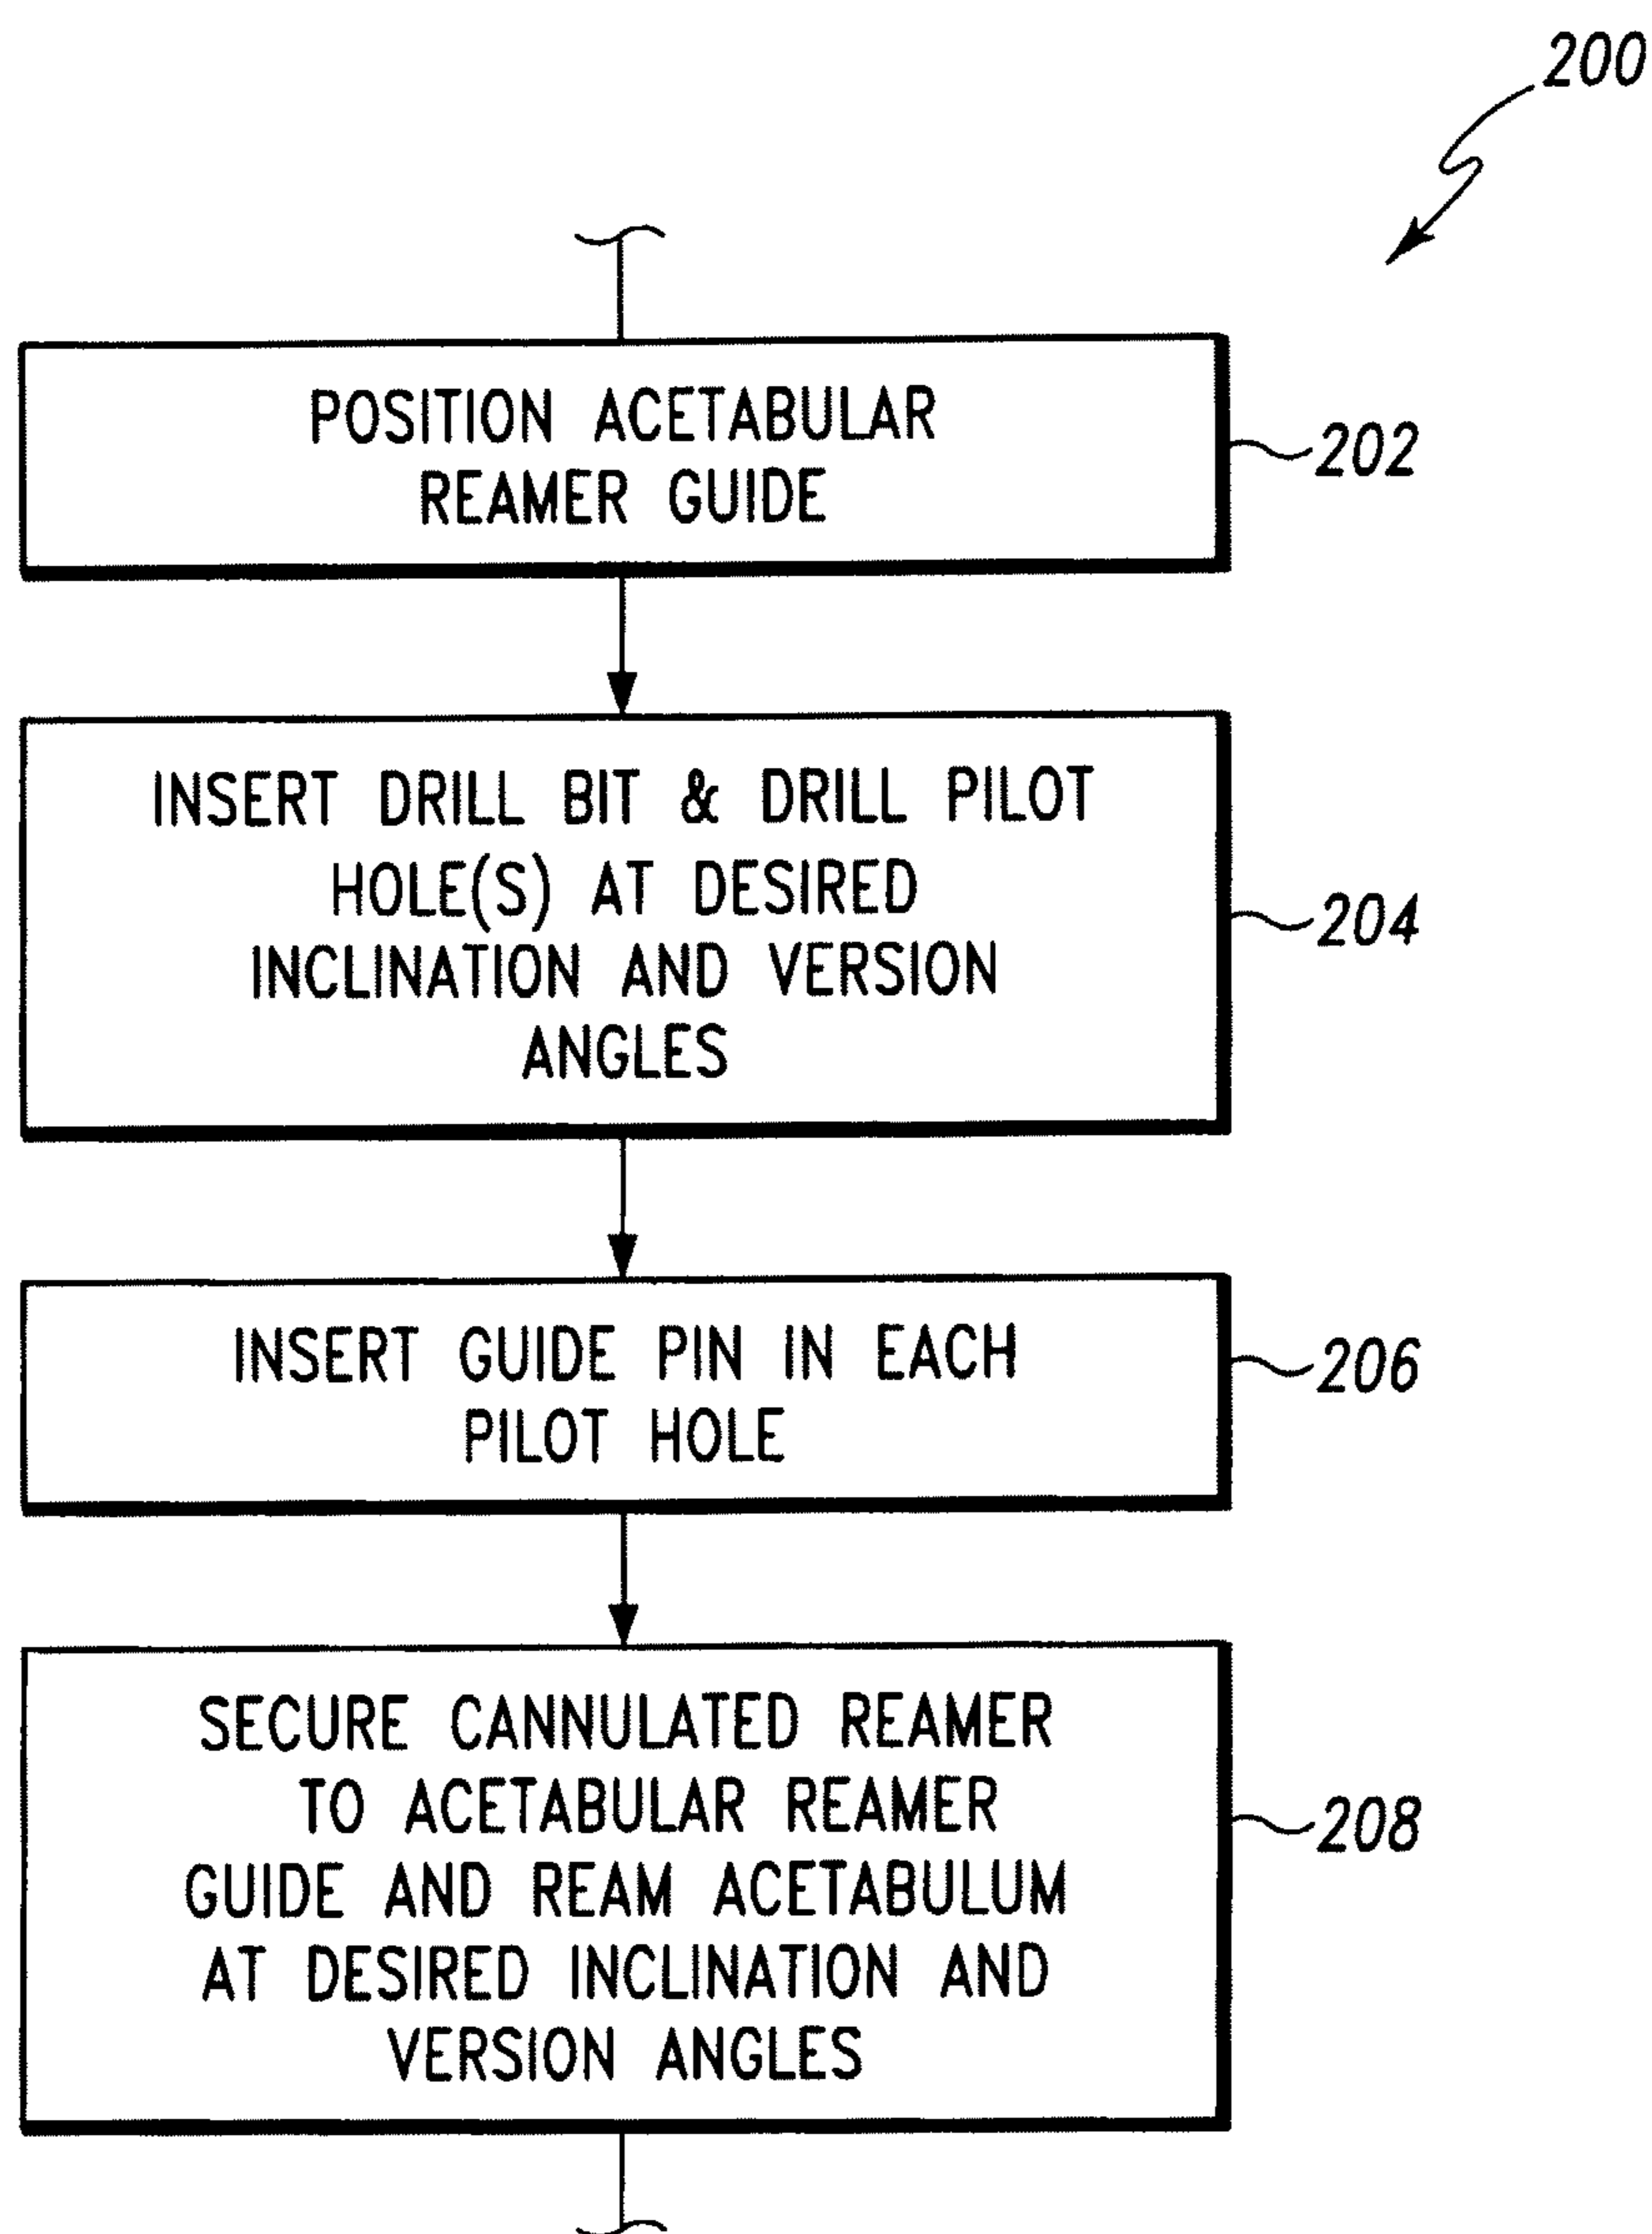 200
POSITION ACETABULAR
REAMER GUIDE
202
INSERT DRILL BIT & DRILL PILOT
HOLE(S) AT DESIRED
INCLINATION AND VERSION
ANGLES
204
INSERT GUIDE PIN IN EACH
PILOT HOLE
206
SECURE CANNULATED REAMER
TO ACETABULAR REAMER
GUIDE AND REAM ACETABULUM
AT DESIRED INCLINATION AND
VERSION ANGLES
208